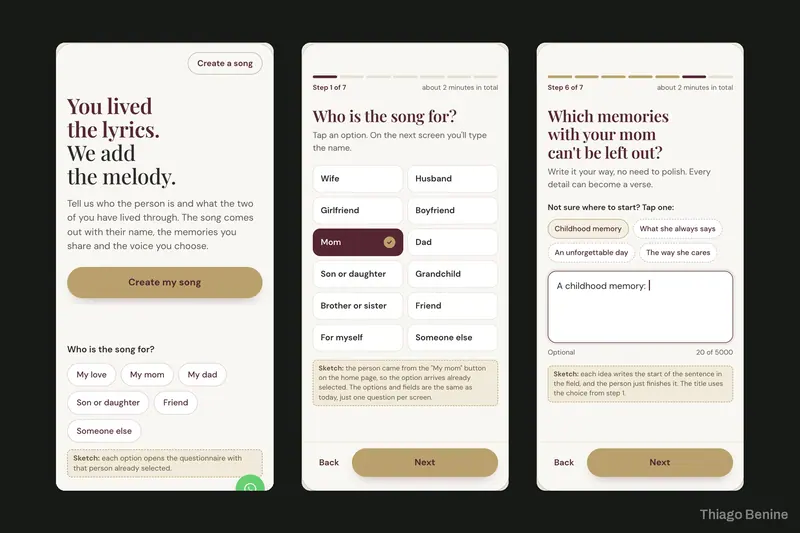 Create a song
You lived
the lyrics.
We add
the melody.
Tell us who the person is and what the two
of you have lived through. The song comes
out with their name, the memories you
share and the voice you choose.
Create my song
Who is the song for?
My love
My mom
My dad
Son or daughter
Friend
Someone else
Sketch: each option opens the questionnaire with
that person already selected.
Step 1 of 7
about 2 minutes in total
Who is the song for?
Tap an option. On the next screen you'll type
the name.
Wife
Husband
Girlfriend
Boyfriend
Mom
Dad
Son or daughter
Grandchild
Brother or sister
Friend
For myself
Someone else
Sketch: the person came from the "My mom" button
on the home page, so the option arrives already
selected. The options and fields are the same as
today, just one question per screen.
Back
Next
Step 6 of 7
about 2 minutes in total
Which memories
with your mom
can't be left out?
Write it your way, no need to polish. Every
detail can become a verse.
Not sure where to start? Tap one:
Childhood memory
What she always says
An unforgettable day
The way she cares
A childhood memory:
Optional
20 of 5000
Sketch: each idea writes the start of the sentence in
the field, and the person just finishes it. The title uses
the choice from step 1.
Back
Next
Thiago Benine